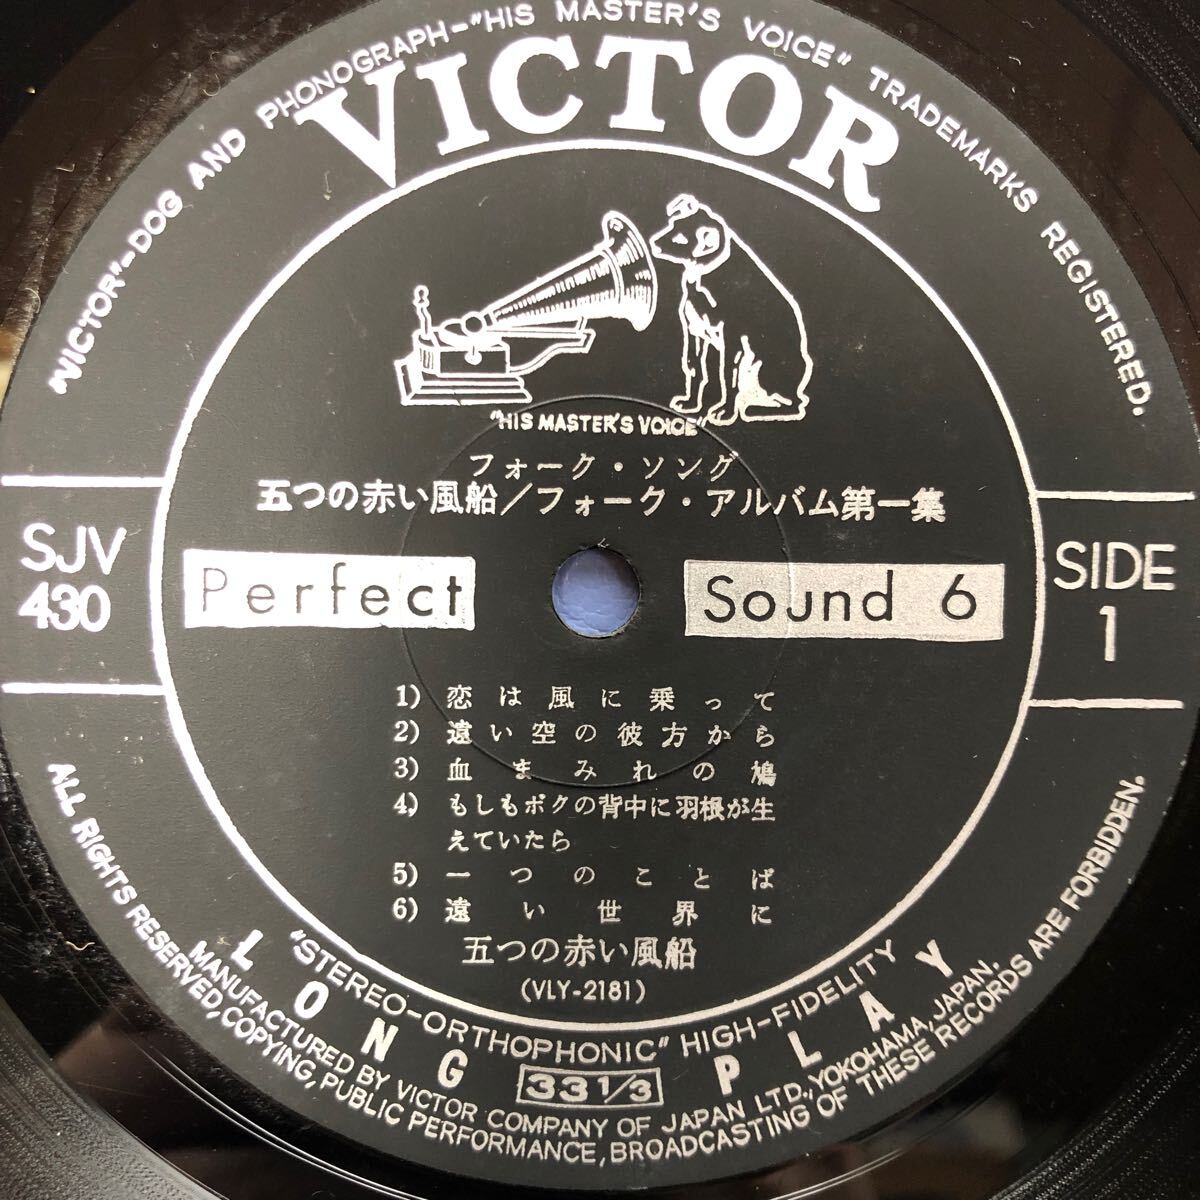 "VICTOR"-DOG AND PHONOGRAPH-"HIS MASTER'S VOICE" TRADEMARKS REGISTERED.
VICTOR
"HIS MASTER'S VOICE"
フォーク・ソング
五つの赤い風船／フォーク・アルバム第一集
SJV
430
Perfect Sound 6
SIDE
1
1) 恋は風に乗って
2) 遠い空の彼方から
3) 血まみれの鳩
4) もしもボクの背中に羽根が生
えていたら
5) 一つのことば
6) 遠い世界に
五つの赤い風船
(VLY-2181)
"STEREO-ORTHOPHONIC" HIGH-FIDELITY
LONG 33 1/3 PLAY
MANUFACTURED BY VICTOR COMPANY OF JAPAN LTD., YOKOHAMA, JAPAN.
ALL RIGHTS RESERVED, COPYING, PUBLIC PERFORMANCE, BROADCASTING OF THESE RECORDS ARE FORBIDDEN.